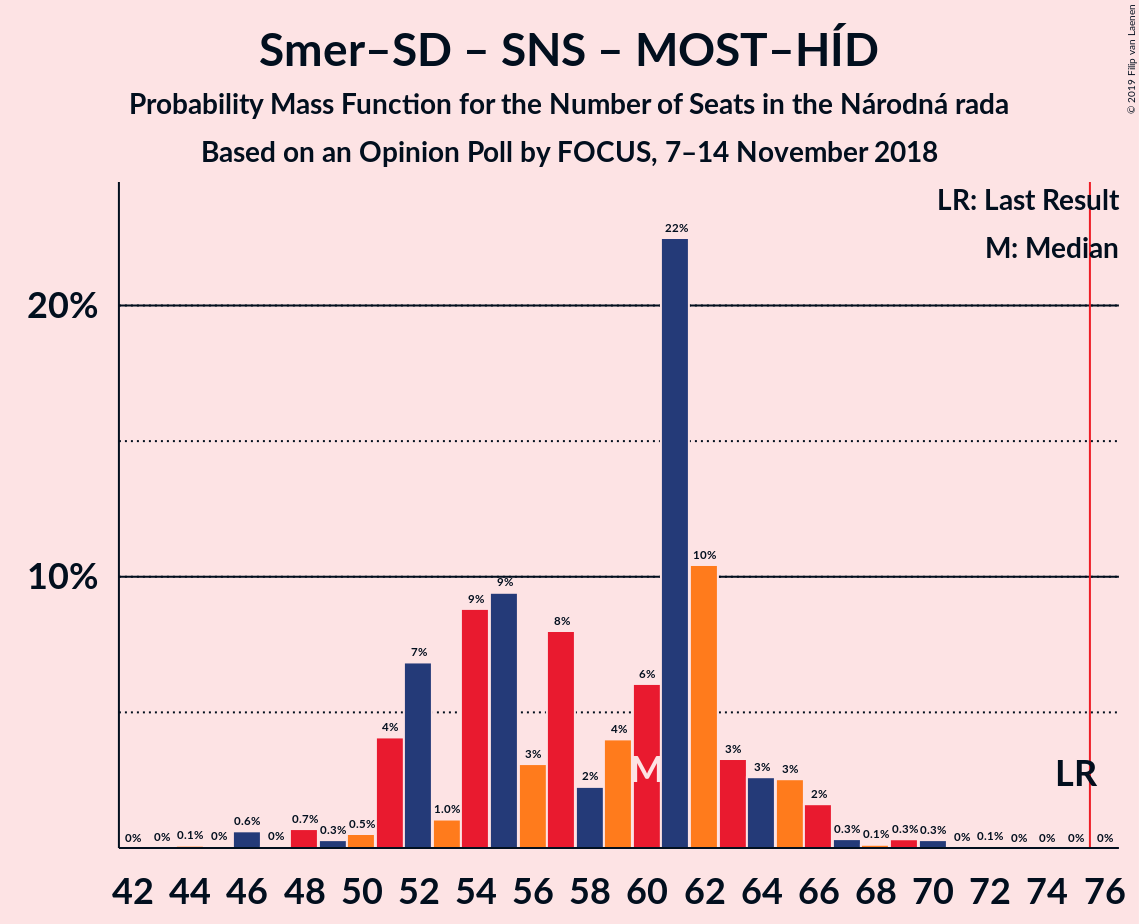 Smer–SD – SNS – MOST–HÍD
Probability Mass Function for the Number of Seats in the Národná rada
Based on an Opinion Poll by FOCUS, 7–14 November 2018
© 2019 Filip van Laenen
LR: Last Result
M: Median
20%
10%
0% 0% 0.1% 0% 0.6% 0% 0.7% 0.3% 0.5% 4% 7% 1.0% 9% 9% 3% 8% 2% 4% 6% 22% 10% 3% 3% 3% 2% 0.3% 0.1% 0.3% 0.3% 0% 0.1% 0% 0% 0% 0%
M
LR
42 44 46 48 50 52 54 56 58 60 62 64 66 68 70 72 74 76